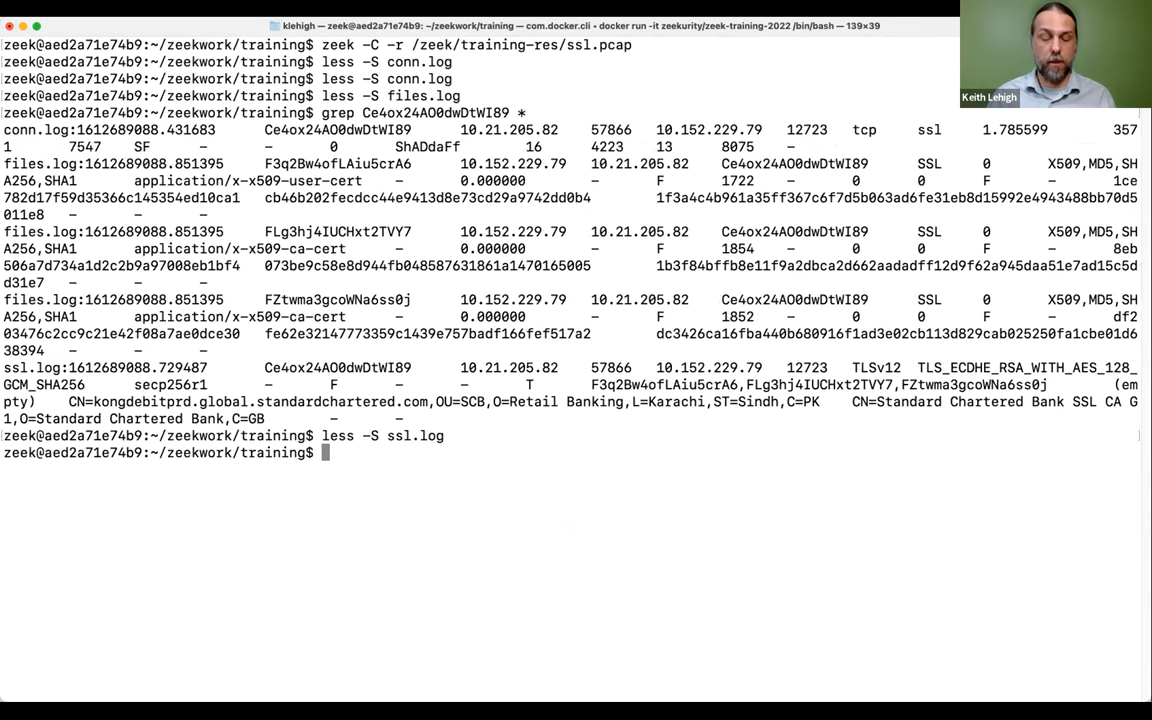 klehigh — zeek@aed2a71e74b9: ~/zeekwork/training — com.docker.cli • docker run -it zeekurity/zeek-training-2022 /bin/bash — 139×39
zeek@aed2a71e74b9:~/zeekwork/training$ zeek -C -r /zeek/training-res/ssl.pcap
zeek@aed2a71e74b9:~/zeekwork/training$ less -S conn.log
zeek@aed2a71e74b9:~/zeekwork/training$ less -S conn.log
zeek@aed2a71e74b9:~/zeekwork/training$ less -S files.log
zeek@aed2a71e74b9:~/zeekwork/training$ grep Ce4ox24AO0dwDtWI89 *
conn.log:1612689088.431683 Ce4ox24AO0dwDtWI89 10.21.205.82 57866 10.152.229.79 12723 tcp ssl 1.785599 357
1 7547 SF – – 0 ShADdaFf 16 4223 13 8075 –
files.log:1612689088.851395 F3q2Bw4ofLAiu5crA6 10.152.229.79 10.21.205.82 Ce4ox24AO0dwDtWI89 SSL 0 X509,MD5,SH
A256,SHA1 application/x-x509-user-cert – 0.000000 – F 1722 – 0 0 F – 1ce
782d17f59d35366c145354ed10ca1 cb46b202fecdcc44e9413d8e73cd29a9742dd0b4 1f3a4c4b961a35ff367c6f7d5b063ad6fe31eb8d15992e4943488bb70d5
011e8 – – –
files.log:1612689088.851395 FLg3hj4IUCHxt2TVY7 10.152.229.79 10.21.205.82 Ce4ox24AO0dwDtWI89 SSL 0 X509,MD5,SH
A256,SHA1 application/x-x509-ca-cert – 0.000000 – F 1854 – 0 0 F – 8eb
506a7d734a1d2c2b9a97008eb1bf4 073be9c58e8d944fb048587631861a1470165005 1b3f84bffb8e11f9a2dbca2d662aadadff12d9f62a945daa51e7ad15c5d
d31e7 – – –
files.log:1612689088.851395 FZtwma3gcoWNa6ss0j 10.152.229.79 10.21.205.82 Ce4ox24AO0dwDtWI89 SSL 0 X509,MD5,SH
A256,SHA1 application/x-x509-ca-cert – 0.000000 – F 1852 – 0 0 F – df2
03476c2cc9c21e42f08a7ae0dce30 fe62e32147773359c1439e757badf166fef517a2 dc3426ca16fba440b680916f1ad3e02cb113d829cab025250fa1cbe01d6
38394 – – –
ssl.log:1612689088.729487 Ce4ox24AO0dwDtWI89 10.21.205.82 57866 10.152.229.79 12723 TLSv12 TLS_ECDHE_RSA_WITH_AES_128_
GCM_SHA256 secp256r1 – F – – T F3q2Bw4ofLAiu5crA6,FLg3hj4IUCHxt2TVY7,FZtwma3gcoWNa6ss0j (em
pty) CN=kongdebitprd.global.standardchartered.com,OU=SCB,O=Retail Banking,L=Karachi,ST=Sindh,C=PK CN=Standard Chartered Bank SSL CA G
1,O=Standard Chartered Bank,C=GB – –
zeek@aed2a71e74b9:~/zeekwork/training$ less -S ssl.log
zeek@aed2a71e74b9:~/zeekwork/training$
Keith Lehigh